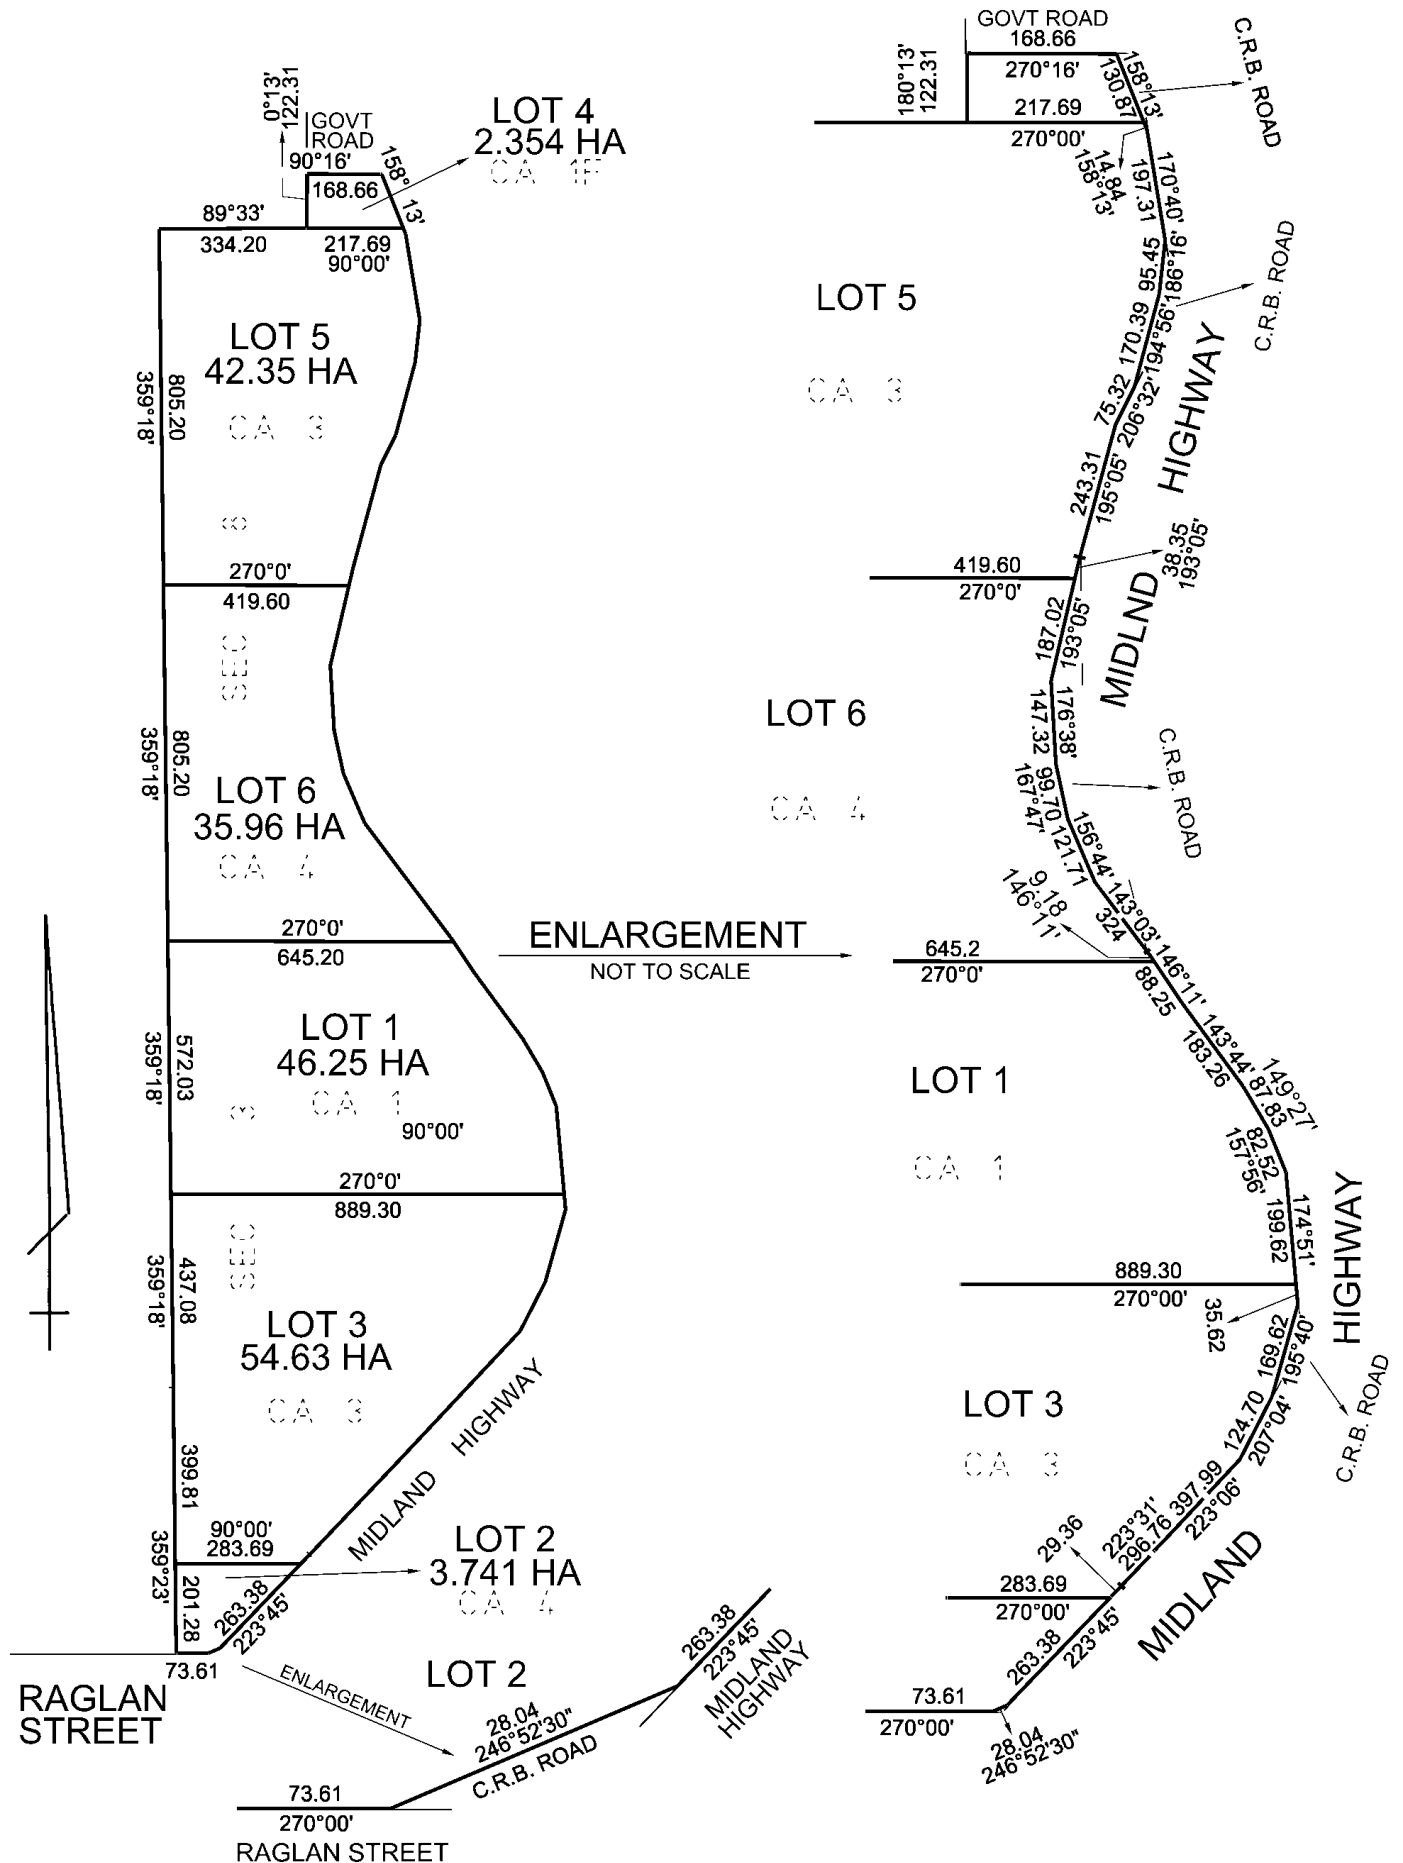 GOVT ROAD
168.66
270°16'
180°13'
122.31
217.69
270°00'
130.87
158°13'
C.R.B. ROAD
14.84
158°13'
197.31
170°40'
0°13'
122.31
GOVT
ROAD
90°16'
168.66
158°
13'
LOT 4
2.354 HA
CA 1F
89°33'
334.20
217.69
90°00'
LOT 5
42.35 HA
CA 3
805.20
359°18'
8
270°0'
419.60
SEC
LOT 5
CA 3
95.45
186°16'
C.R.B. ROAD
170.39
194°56'
75.32
206°32'
243.31
195°05'
HIGHWAY
38.35
193°05'
419.60
270°0'
187.02
193°05'
MIDLND
805.20
359°18'
LOT 6
35.96 HA
CA 4
LOT 6
CA 4
147.32
176°38'
99.70
167°47'
C.R.B. ROAD
121.71
156°44'
324
143°03'
9.18
146°11'
270°0'
645.20
ENLARGEMENT
NOT TO SCALE
645.2
270°0'
88.25
146°11'
572.03
359°18'
LOT 1
46.25 HA
CA 1
3
90°00'
LOT 1
CA 1
183.26
143°44'
87.83
149°27'
82.52
157°56'
199.62
174°51'
HIGHWAY
270°0'
889.30
SEC
889.30
270°00'
35.62
437.08
359°18'
LOT 3
54.63 HA
CA 3
LOT 3
CA 3
169.62
195°40'
C.R.B. ROAD
124.70
207°04'
397.99
223°06'
296.76
223°31'
29.36
MIDLAND
HIGHWAY
MIDLAND
399.81
90°00'
283.69
359°23'
201.28
263.38
223°45'
LOT 2
3.741 HA
CA 4
283.69
270°00'
263.38
223°45'
73.61
270°00'
28.04
246°52'30"
73.61
RAGLAN
STREET
ENLARGEMENT
LOT 2
263.38
223°45'
MIDLAND
HIGHWAY
28.04
246°52'30"
C.R.B. ROAD
73.61
270°00'
RAGLAN STREET